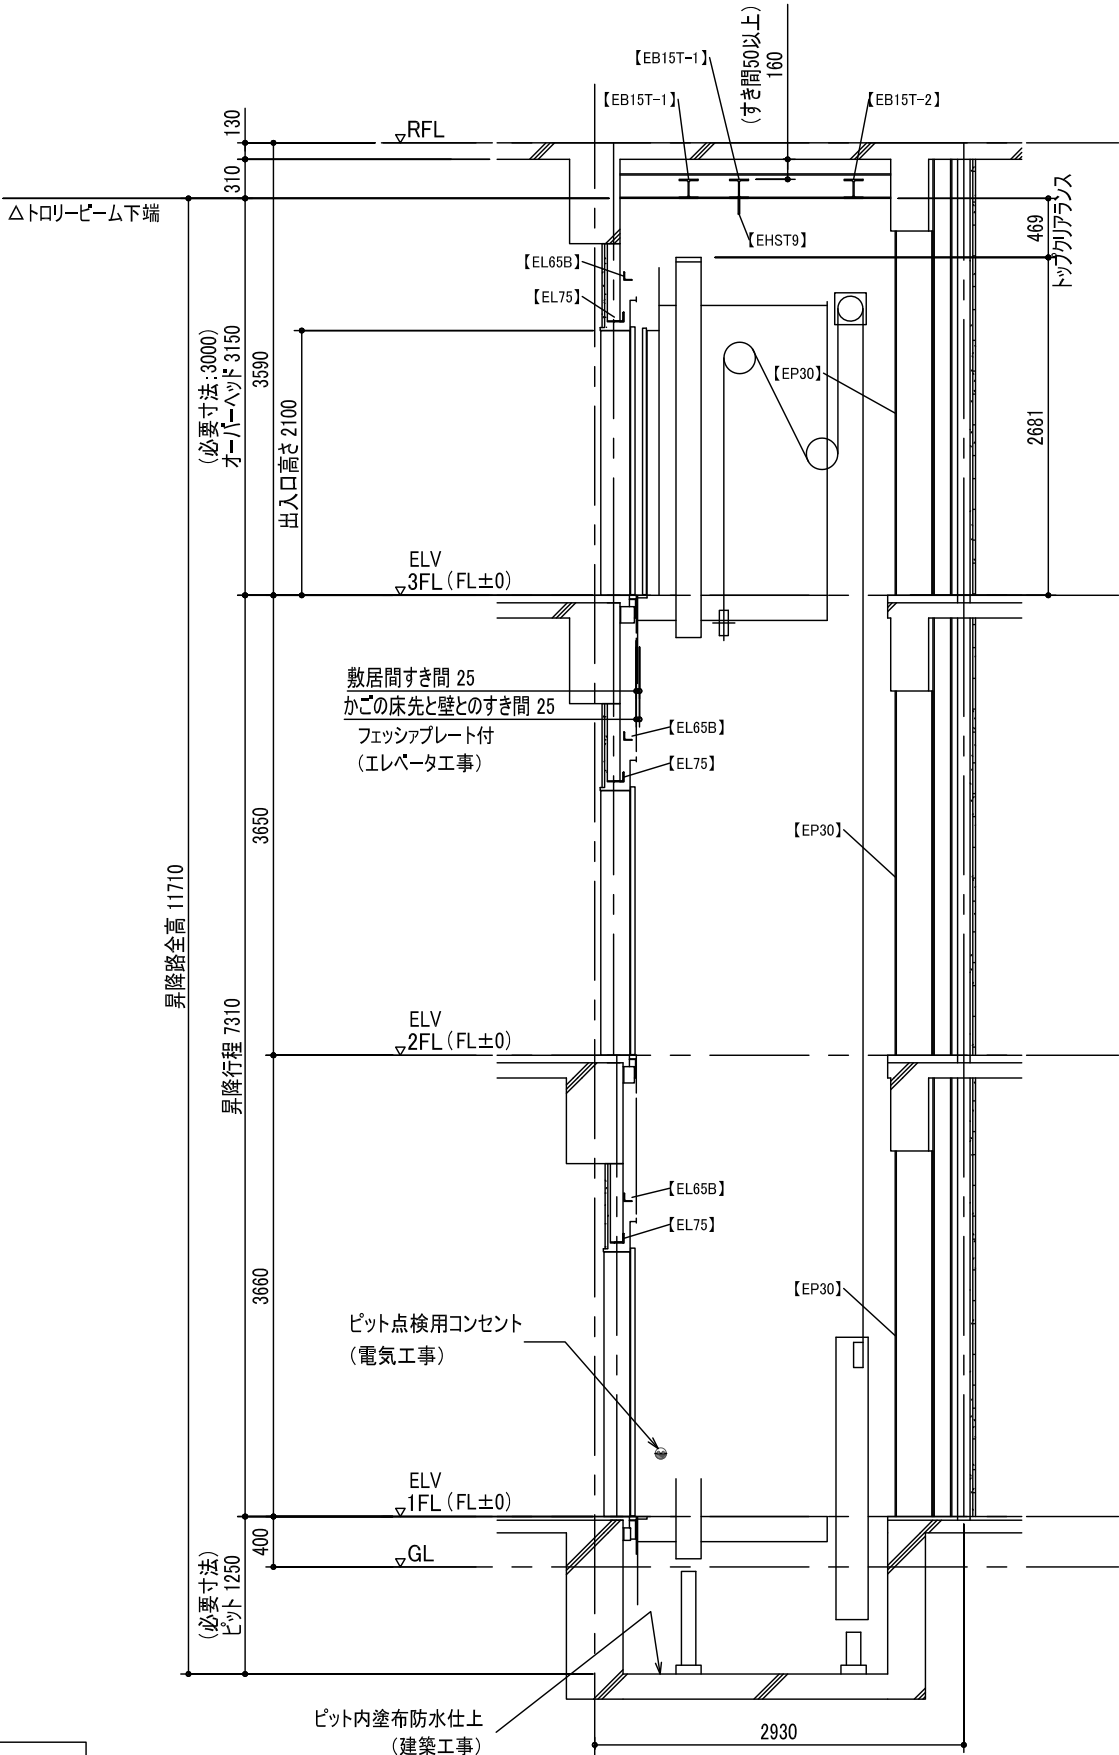 (すき間50以上)
160
【EB15T-1】
【EB15T-1】
【EB15T-2】
130
▽RFL
310
△トロリービーム下端
【EHST9】
469
トップクリアランス
【EL65B】
【EL75】
(必要寸法:3000)
オーバーヘッド 3150
3590
出入口高さ 2100
【EP30】
2681
ELV
▽3FL (FL±0)
敷居間すき間 25
かごの床先と壁とのすき間 25
フェッシャプレート付
(エレベータ工事)
【EL65B】
【EL75】
3650
【EP30】
昇降路全高 11710
昇降行程 7310
ELV
▽2FL (FL±0)
【EL65B】
【EL75】
3660
【EP30】
ピット点検用コンセント
(電気工事)
ELV
▽1FL (FL±0)
400
▽GL
(必要寸法)
ピット 1250
ピット内塗布防水仕上
(建築工事)
2930